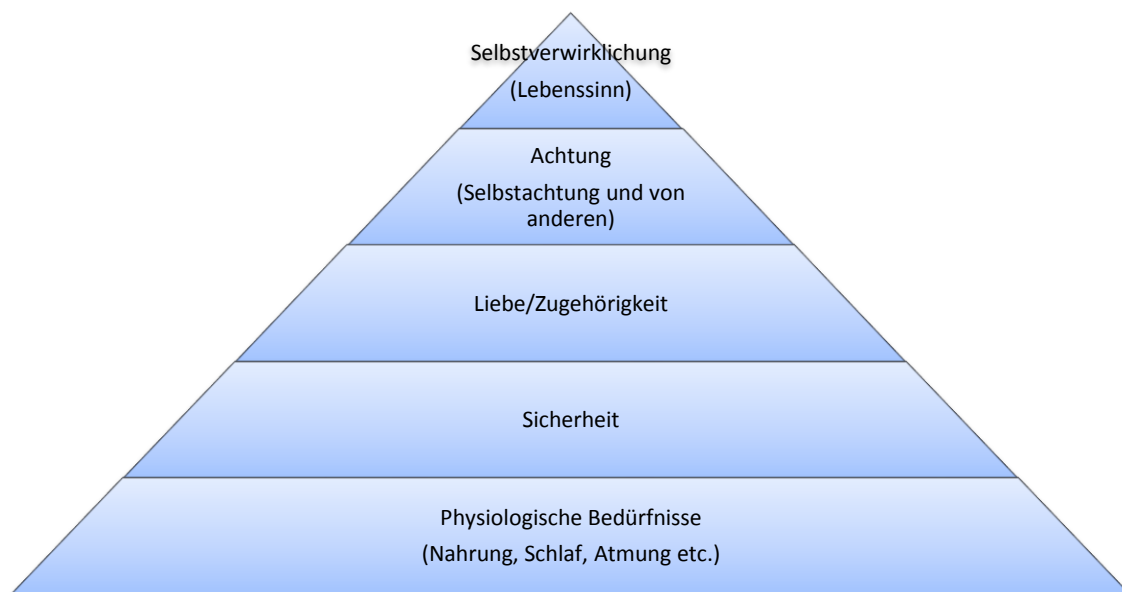 Selbstverwirklichung
(Lebenssinn)
Achtung
(Selbstachtung und von
anderen)
Liebe/Zugehörigkeit
Sicherheit
Physiologische Bedürfnisse
(Nahrung, Schlaf, Atmung etc.)